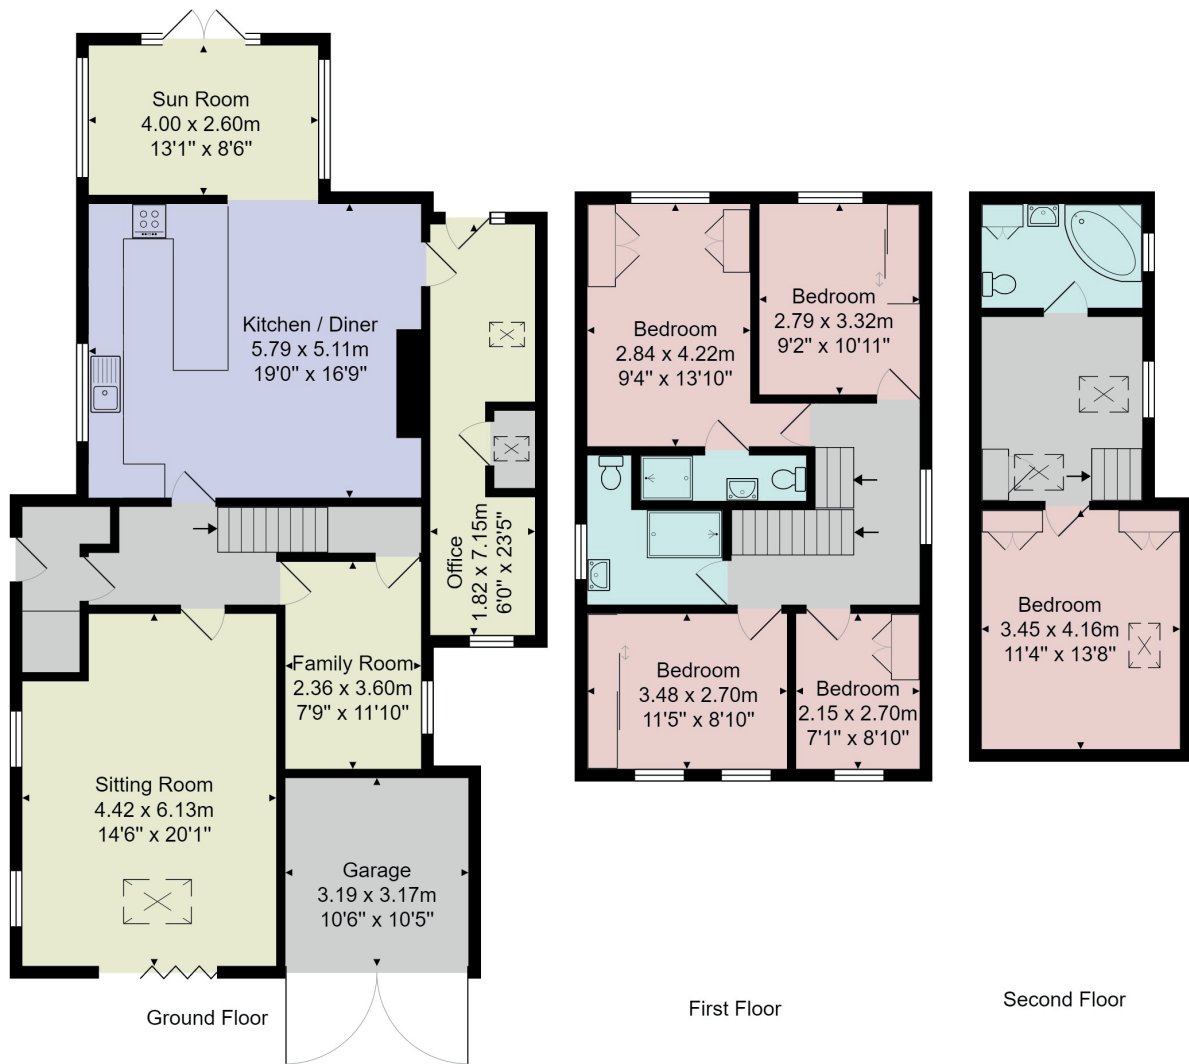 Sun Room
4.00 x 2.60m
13'1" x 8'6"
Kitchen / Diner
5.79 x 5.11m
19'0" x 16'9"
Office
1.82 x 7.15m
6'0" x 23'5"
Family Room
2.36 x 3.60m
7'9" x 11'10"
Sitting Room
4.42 x 6.13m
14'6" x 20'1"
Garage
3.19 x 3.17m
10'6" x 10'5"
Ground Floor
Bedroom
2.84 x 4.22m
9'4" x 13'10"
Bedroom
2.79 x 3.32m
9'2" x 10'11"
Bedroom
3.48 x 2.70m
11'5" x 8'10"
Bedroom
2.15 x 2.70m
7'1" x 8'10"
First Floor
Bedroom
3.45 x 4.16m
11'4" x 13'8"
Second Floor